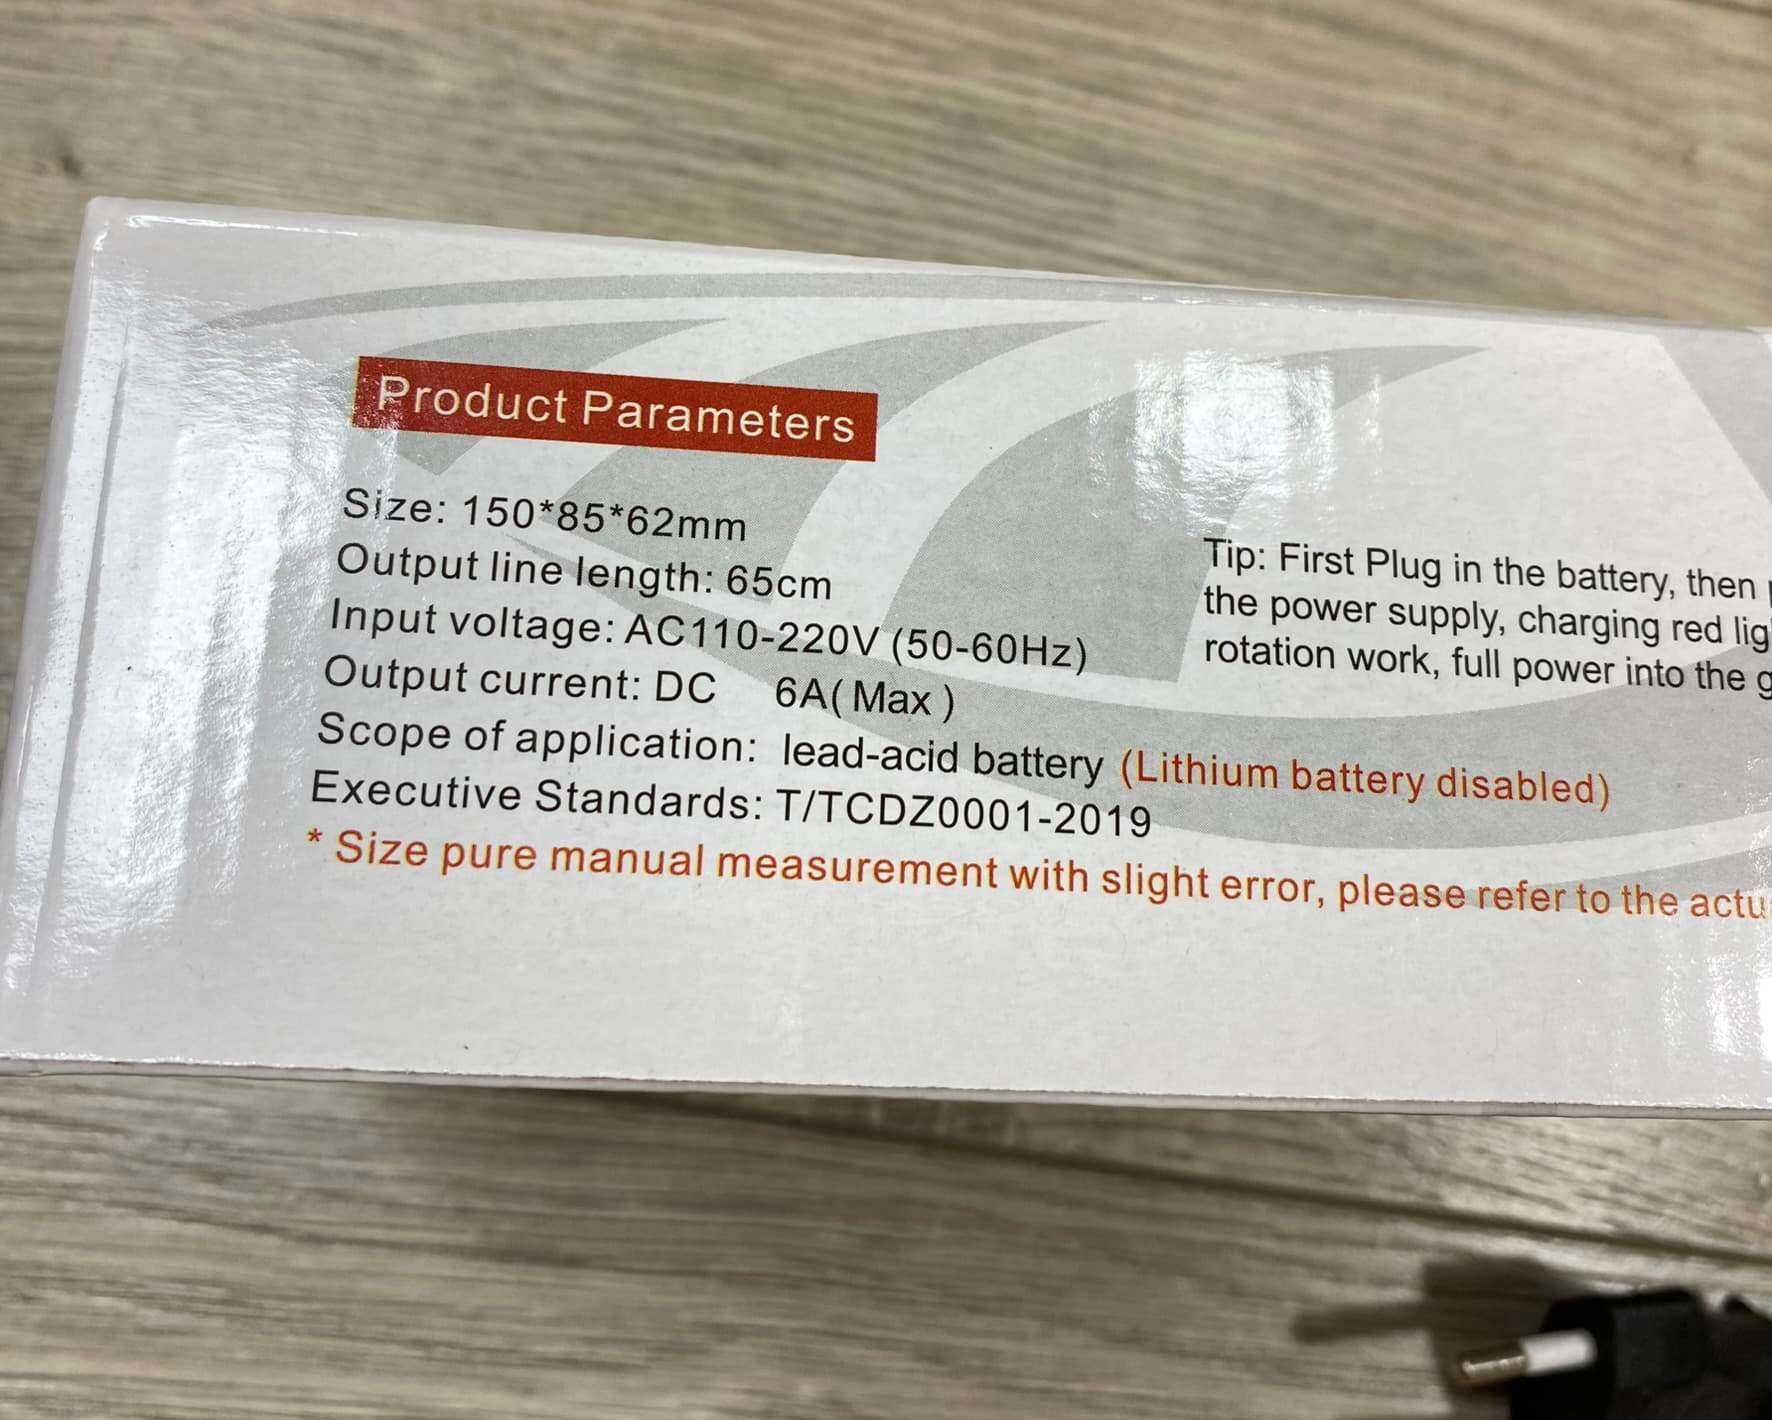 Product Parameters
Size: 150*85*62mm
Output line length: 65cm
Input voltage: AC110-220V (50-60Hz)
Output current: DC 6A( Max )
Scope of application: lead-acid battery (Lithium battery disabled)
Executive Standards: T/TCDZ0001-2019
* Size pure manual measurement with slight error, please refer to the
Tip: First Plug in the battery, then
the power supply, charging red
rotation work, full power into the